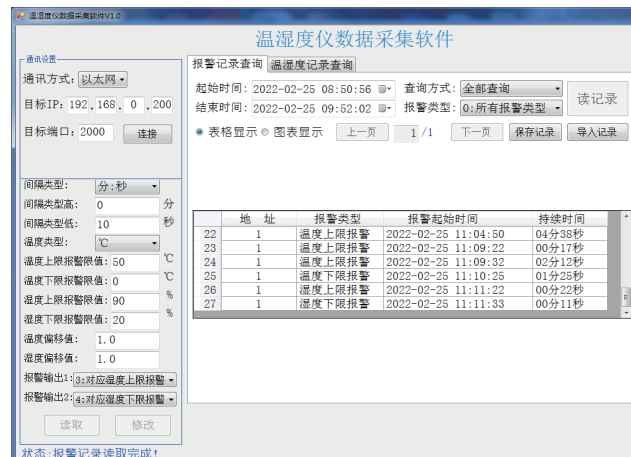 温湿度仪数据采集软件V1.0
温湿度仪数据采集软件
通讯设置
通讯方式: 以太网
目标IP: 192.168. 0 .200
目标端口: 2000 连接
间隔类型: 分:秒
间隔类型高: 0 分
间隔类型低: 10 秒
温度类型: ℃
温度上限报警限值: 50 ℃
温度下限报警限值: 0 ℃
湿度上限报警限值: 90 %
湿度下限报警限值: 20 %
温度偏移值: 1.0
湿度偏移值: 1.0
报警输出1: 3:对应湿度上限报警
报警输出2: 4:对应湿度下限报警
读取 修改
状态:报警记录读取完成!
报警记录查询 温湿度记录查询
起始时间: 2022-02-25 08:50:56 查询方式: 全部查询 读记录
结束时间: 2022-02-25 09:52:02 报警类型: 0:所有报警类型
表格显示 图表显示 上一页 1 /1 下一页 保存记录 导入记录
地 址 报警类型 报警起始时间 持续时间
22 1 温度上限报警 2022-02-25 11:04:50 04分38秒
23 1 温度上限报警 2022-02-25 11:09:22 00分17秒
24 1 温度上限报警 2022-02-25 11:09:32 02分12秒
25 1 温度下限报警 2022-02-25 11:10:25 01分25秒
26 1 湿度上限报警 2022-02-25 11:11:22 00分22秒
27 1 湿度下限报警 2022-02-25 11:11:33 00分11秒